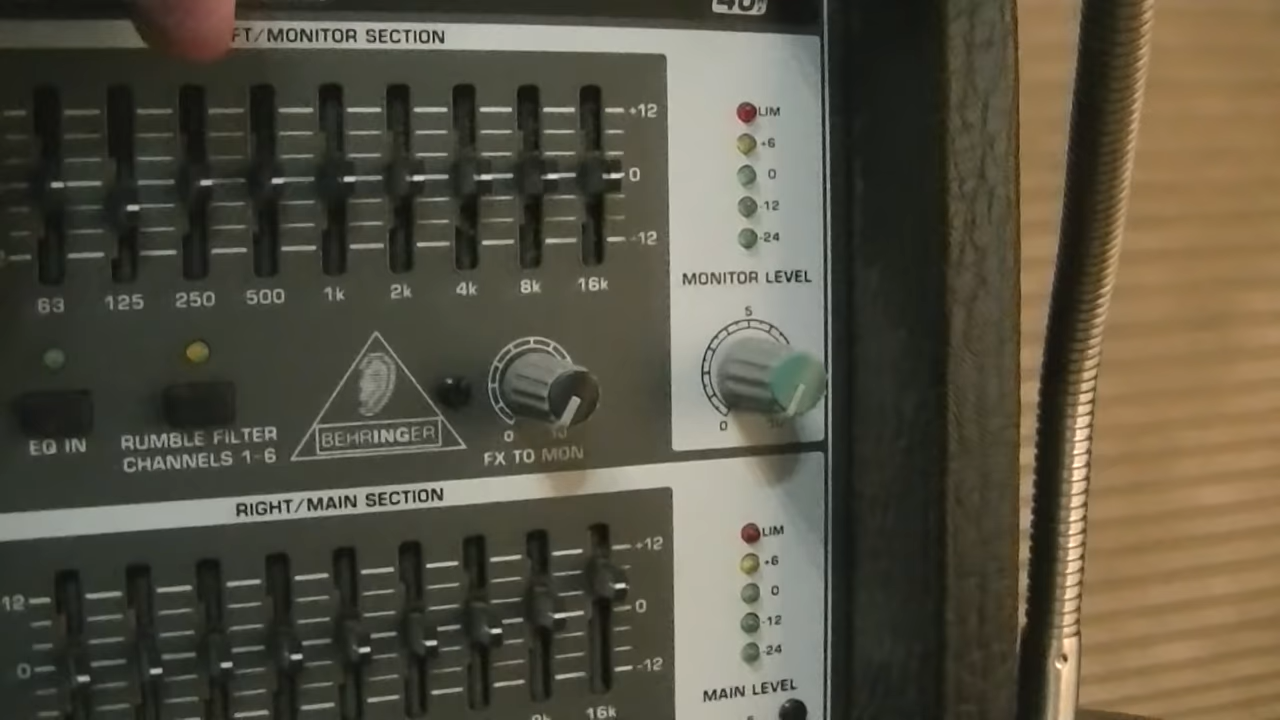 FT/MONITOR SECTION
+12
0
-12
63 125 250 500 1k 2k 4k 8k 16k
LIM
+6
0
-12
-24
MONITOR LEVEL
5
0 10
EQ IN
RUMBLE FILTER
CHANNELS 1-6
BEHRINGER
0 10
FX TO MON
RIGHT/MAIN SECTION
12
0
+12
0
-12
16k
LIM
+6
0
-12
-24
MAIN LEVEL